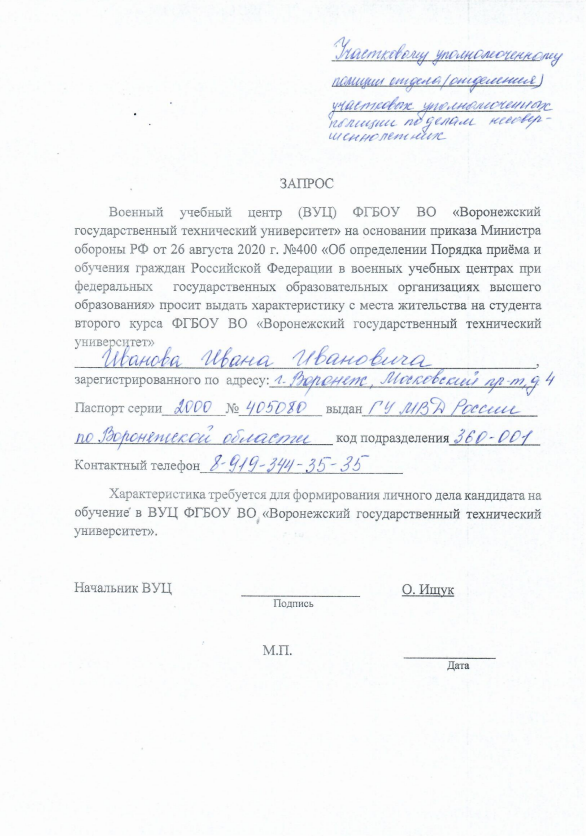 Участковому уполномоченному
полиции отдела (отделения)
участковых уполномоченных
полиции по делам несовер-
шеннолетних
ЗАПРОС
Военный учебный центр (ВУЦ) ФГБОУ ВО «Воронежский
государственный технический университет» на основании приказа Министра
обороны РФ от 26 августа 2020 г. №400 «Об определении Порядка приёма и
обучения граждан Российской Федерации в военных учебных центрах при
федеральных государственных образовательных организациях высшего
образования» просит выдать характеристику с места жительства на студента
второго курса ФГБОУ ВО «Воронежский государственный технический
университет»
Иванова Ивана Ивановича,
зарегистрированного по адресу: г. Воронеж, Московский пр-т, д 4
Паспорт серии 2000 № 405080 выдан ГУ МВД России
по Воронежской области код подразделения 360-001
Контактный телефон 8-919-344-35-35
Характеристика требуется для формирования личного дела кандидата на
обучение в ВУЦ ФГБОУ ВО «Воронежский государственный технический
университет».
Начальник ВУЦ О. Ищук
Подпись
М.П.
Дата